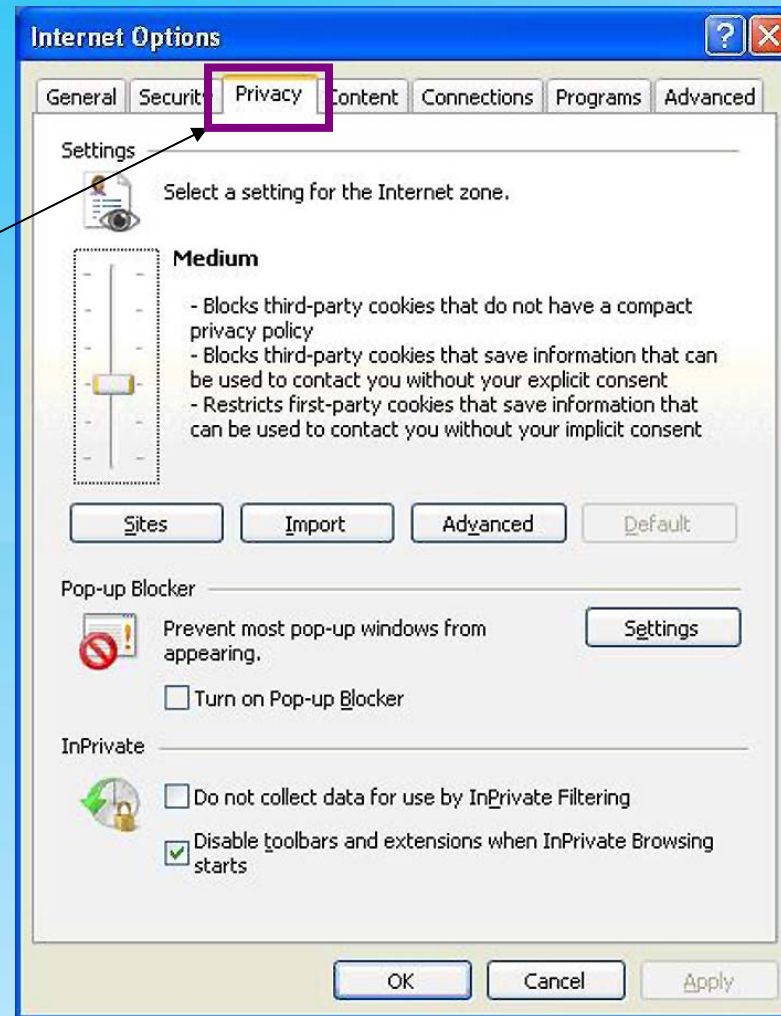 Internet Options
General Security Privacy Content Connections Programs Advanced
Settings
Select a setting for the Internet zone.
Medium
- Blocks third-party cookies that do not have a compact
privacy policy
- Blocks third-party cookies that save information that can
be used to contact you without your explicit consent
- Restricts first-party cookies that save information that
can be used to contact you without your implicit consent
Sites Import Advanced Default
Pop-up Blocker
Prevent most pop-up windows from
appearing.
Settings
Turn on Pop-up Blocker
InPrivate
Do not collect data for use by InPrivate Filtering
Disable toolbars and extensions when InPrivate Browsing
starts
OK Cancel Apply